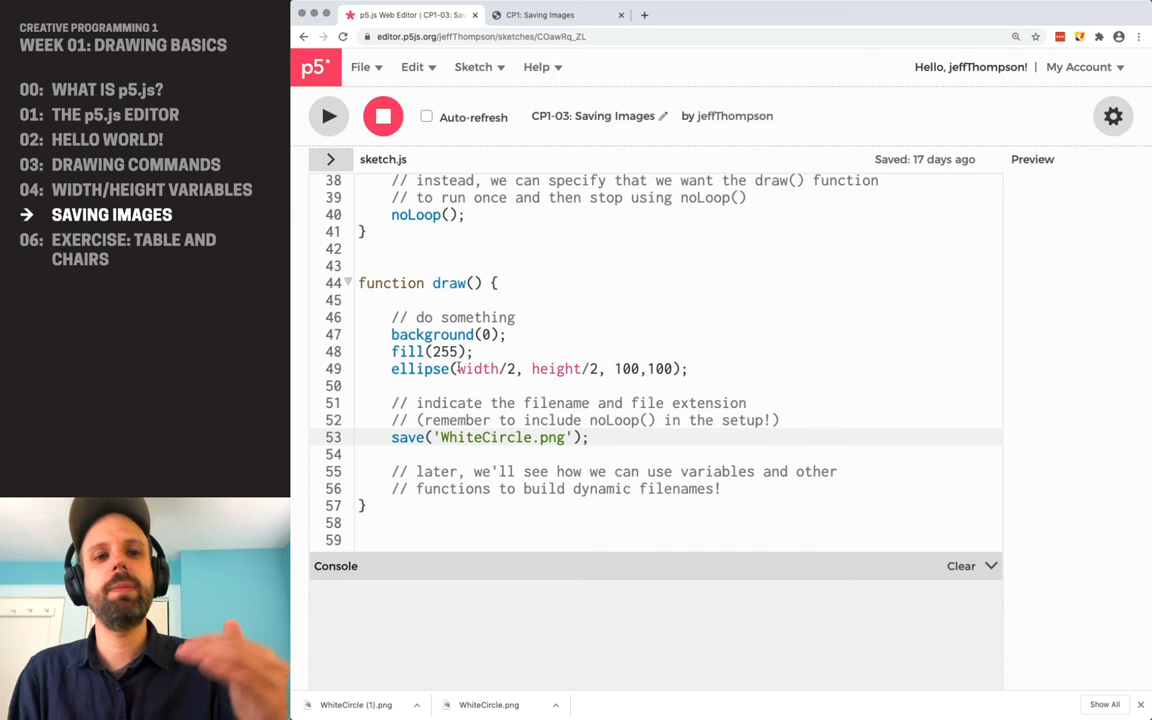 CREATIVE PROGRAMMING 1
WEEK 01: DRAWING BASICS
00: WHAT IS p5.js?
01: THE p5.js EDITOR
02: HELLO WORLD!
03: DRAWING COMMANDS
04: WIDTH/HEIGHT VARIABLES
→ SAVING IMAGES
06: EXERCISE: TABLE AND
CHAIRS
p5.js Web Editor | CP1-03: Sav
CP1: Saving Images
editor.p5js.org/jeffThompson/sketches/COawRq_ZL
p5* File Edit Sketch Help Hello, jeffThompson! | My Account
Auto-refresh CP1-03: Saving Images by jeffThompson
> sketch.js Saved: 17 days ago Preview
38 // instead, we can specify that we want the draw() function
39 // to run once and then stop using noLoop()
40 noLoop();
41 }
42
43
44 function draw() {
45
46 // do something
47 background(0);
48 fill(255);
49 ellipse(width/2, height/2, 100,100);
50
51 // indicate the filename and file extension
52 // (remember to include noLoop() in the setup!)
53 save('WhiteCircle.png');
54
55 // later, we'll see how we can use variables and other
56 // functions to build dynamic filenames!
57 }
58
59
Console Clear
WhiteCircle (1).png WhiteCircle.png Show All